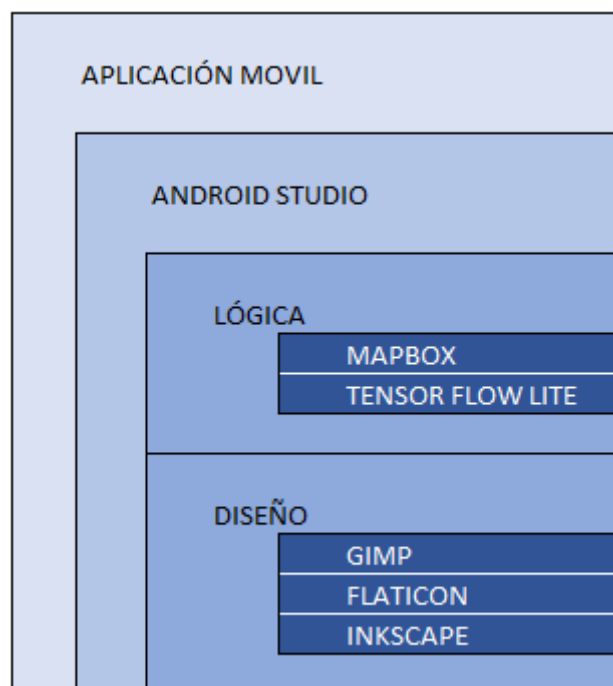 APLICACIÓN MOVIL
ANDROID STUDIO
LÓGICA
MAPBOX
TENSOR FLOW LITE
DISEÑO
GIMP
FLATICON
INKSCAPE